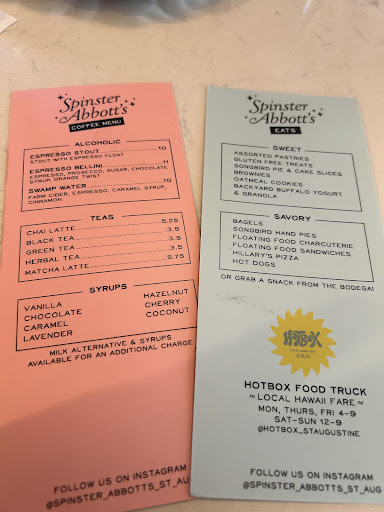 Spinster
Abbott's
COFFEE MENU
ALCOHOLIC
ESPRESSO STOUT 10
STOUT WITH ESPRESSO FLOAT
ESPRESSO BELLINI 11
ESPRESSO, PROSECCO, SUGAR, CHOCOLATE
SYRUP, ORANGE TWIST
SWAMP WATER 10
FARM CIDER, ESPRESSO, CARAMEL SYRUP,
CINNAMON
TEAS
CHAI LATTE 5.25
BLACK TEA 3.5
GREEN TEA 3.5
HERBAL TEA 3.5
MATCHA LATTE 5.75
SYRUPS
VANILLA HAZELNUT
CHOCOLATE CHERRY
CARAMEL COCONUT
LAVENDER
MILK ALTERNATIVE & SYRUPS
AVAILABLE FOR AN ADDITIONAL CHARGE
FOLLOW US ON INSTAGRAM
@SPINSTER_ABBOTTS_ST_AUG
Spinster
Abbott's
EATS
SWEET
ASSORTED PASTRIES
GLUTEN FREE TREATS
SONGBIRD PIE & CAKE SLICES
BROWNIES
OATMEAL COOKIES
BACKYARD BUFFALO YOGURT
& GRANOLA
SAVORY
BAGELS
SONGBIRD HAND PIES
FLOATING FOOD CHARCUTERIE
FLOATING FOOD SANDWICHES
HILLARY'S PIZZA
HOT DOGS
OR GRAB A SNACK FROM THE BODEGA!
HOTBOX
HOTBOX FOOD TRUCK
~ LOCAL HAWAII FARE ~
MON, THURS, FRI 4-9
SAT-SUN 12-9
@HOTBOX_STAUGUSTINE
FOLLOW US ON INSTAGRAM
@SPINSTER_ABBOTTS_ST_AUG